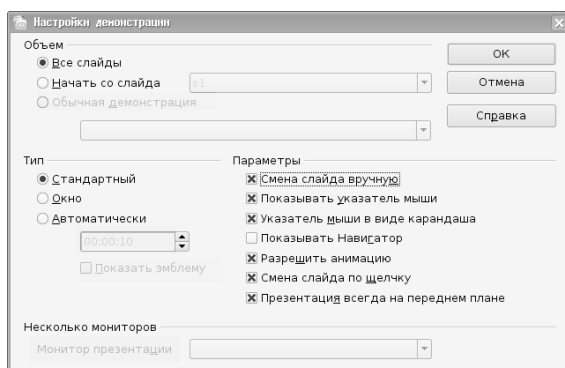 Настройки демонстрации
Объем
Все слайды
Начать со слайда
s1
Обычная демонстрация
ОК
Отмена
Справка
Тип
Стандартный
Окно
Автоматически
00:00:10
Показать эмблему
Параметры
Смена слайда вручную
Показывать указатель мыши
Указатель мыши в виде карандаша
Показывать Навигатор
Разрешить анимацию
Смена слайда по щелчку
Презентация всегда на переднем плане
Несколько мониторов
Монитор презентации